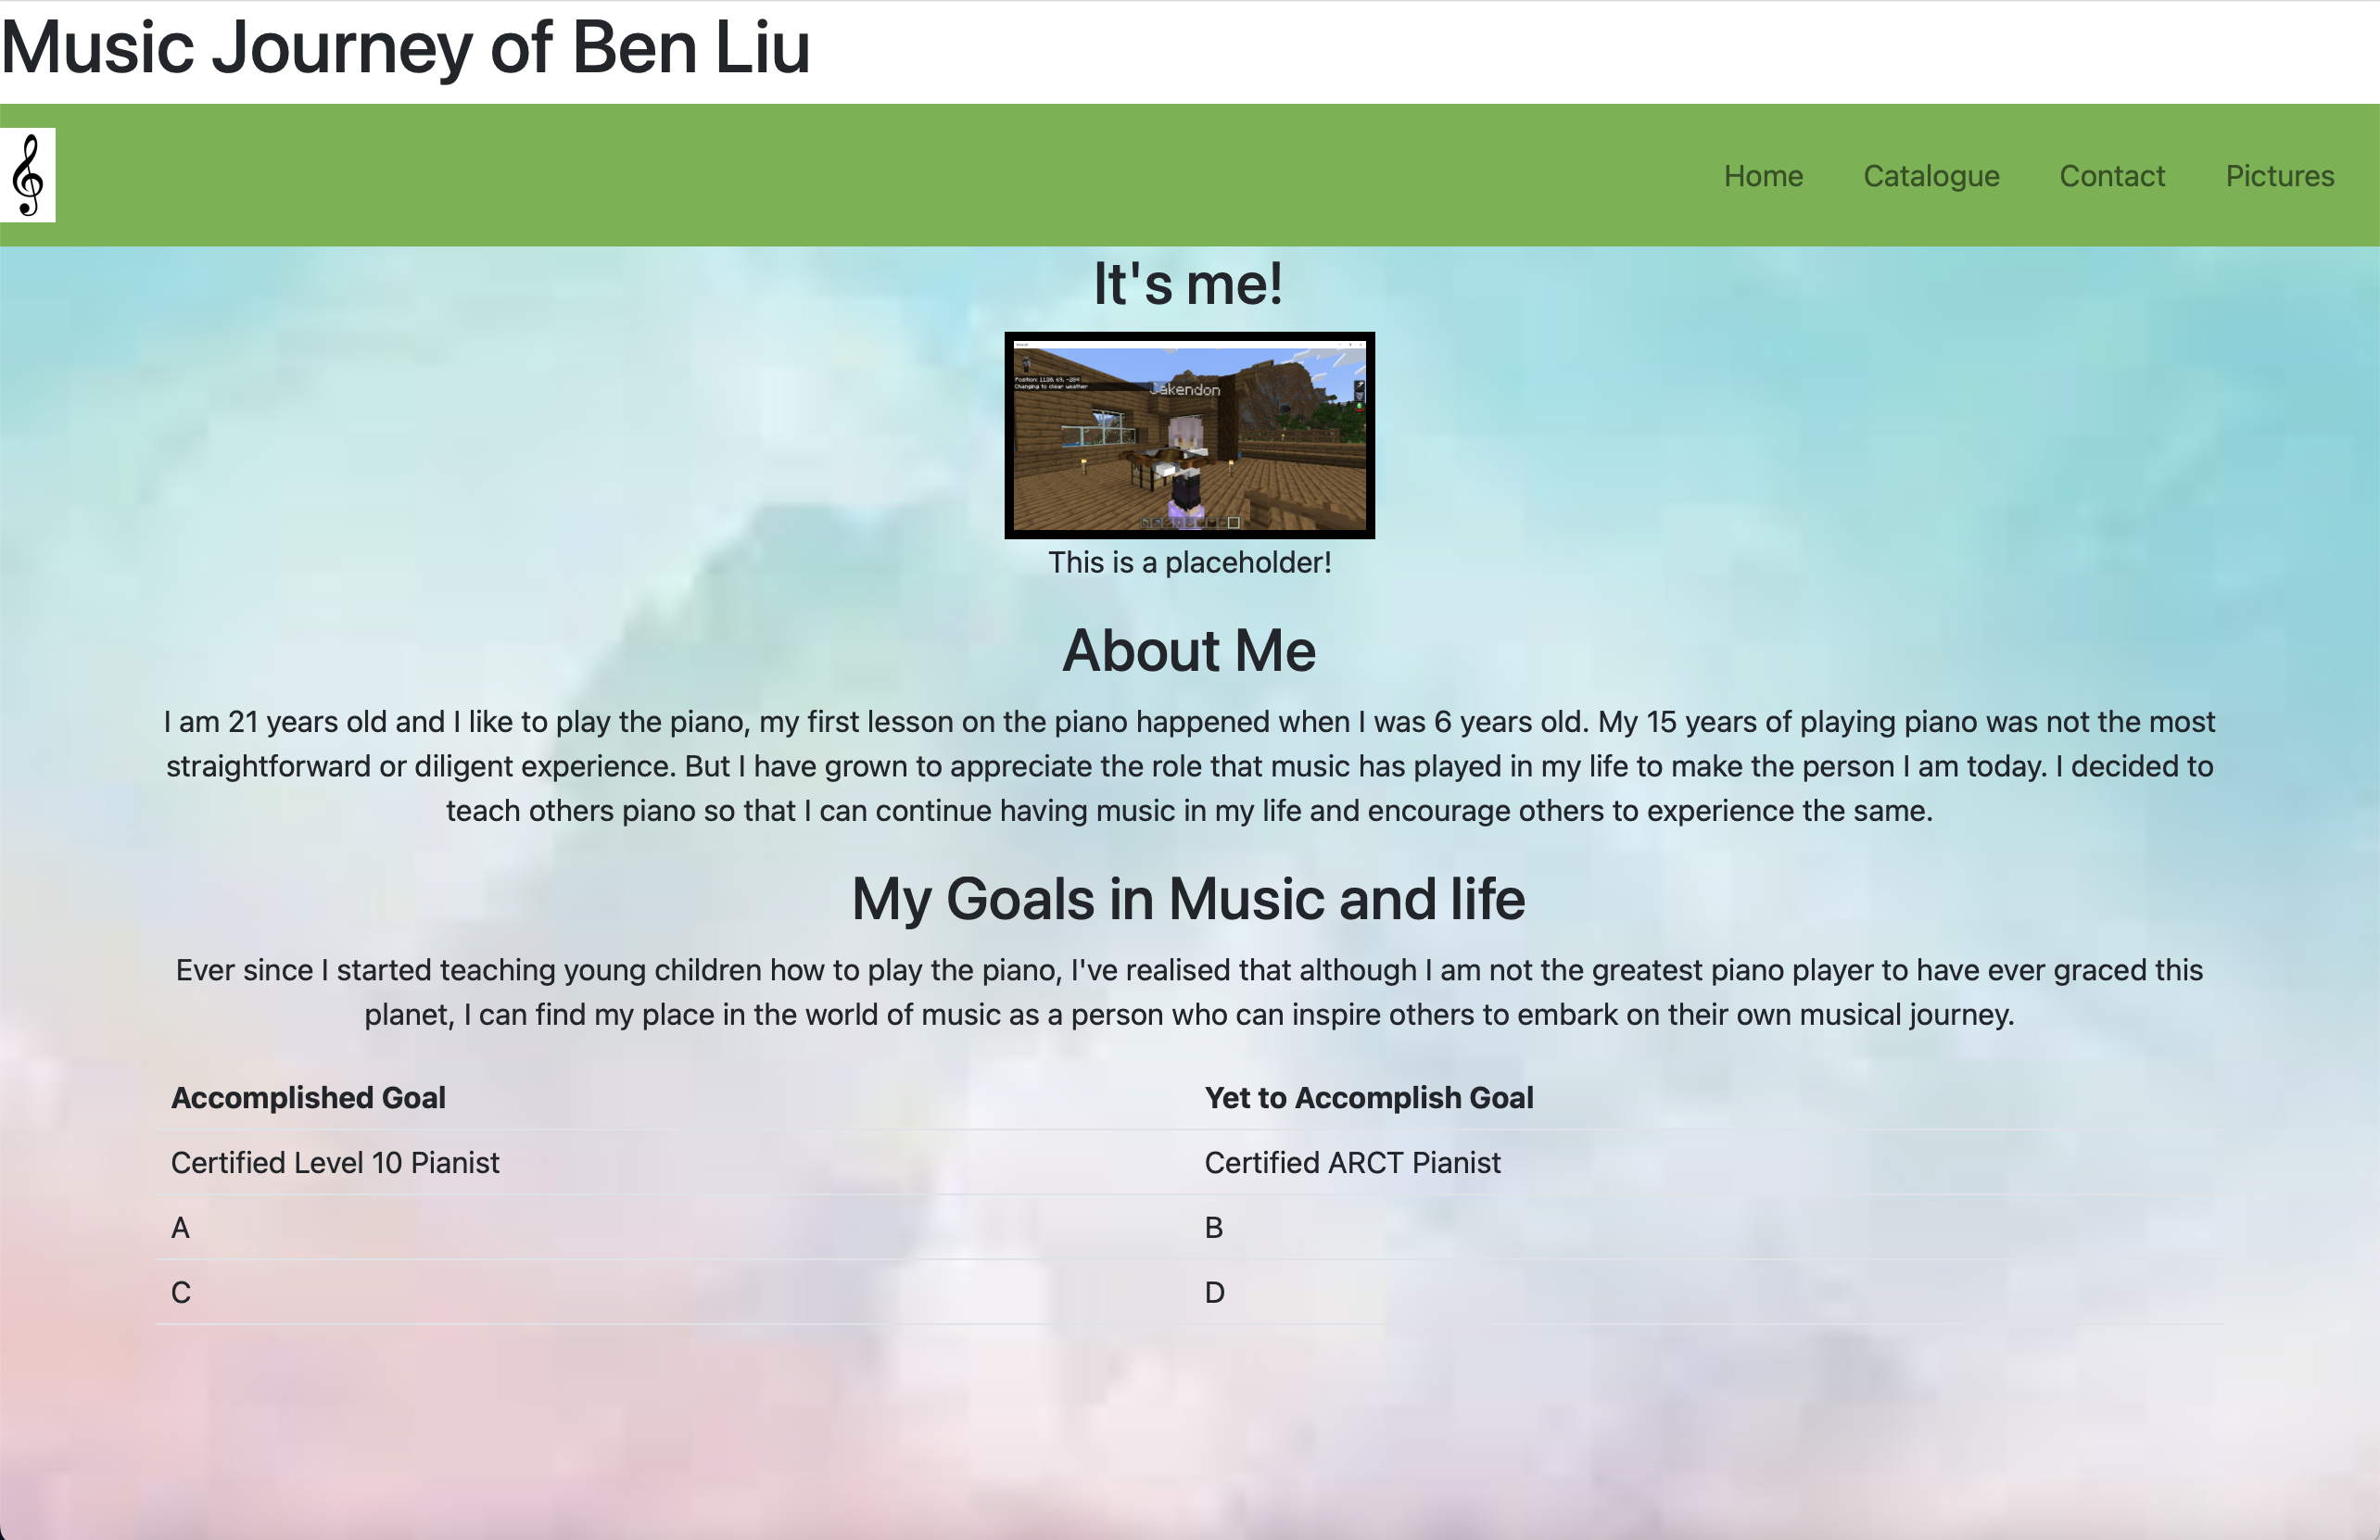 Music Journey of Ben Liu
Home Catalogue Contact Pictures
It's me!
Position: 1120, 63, -284
Changing to clear weather
Jakendon
This is a placeholder!
About Me
I am 21 years old and I like to play the piano, my first lesson on the piano happened when I was 6 years old. My 15 years of playing piano was not the most
straightforward or diligent experience. But I have grown to appreciate the role that music has played in my life to make the person I am today. I decided to
teach others piano so that I can continue having music in my life and encourage others to experience the same.
My Goals in Music and life
Ever since I started teaching young children how to play the piano, I've realised that although I am not the greatest piano player to have ever graced this
planet, I can find my place in the world of music as a person who can inspire others to embark on their own musical journey.
Accomplished Goal Yet to Accomplish Goal
Certified Level 10 Pianist Certified ARCT Pianist
A B
C D